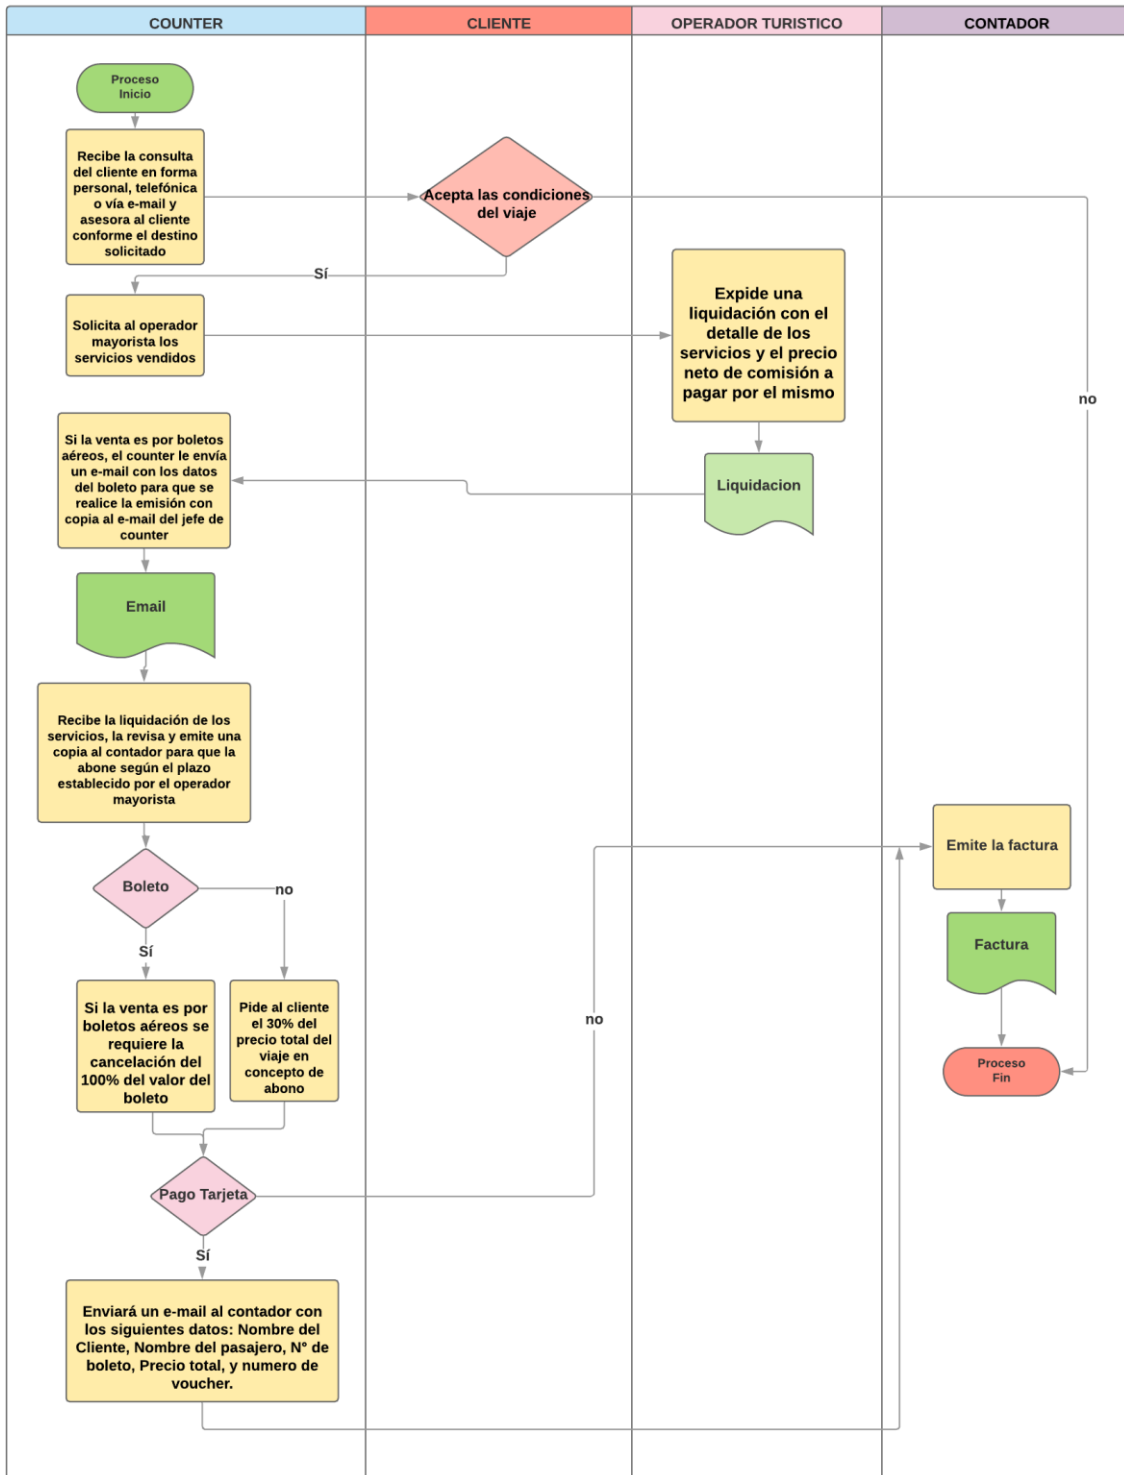 COUNTER
CLIENTE
OPERADOR TURISTICO
CONTADOR
Proceso
Inicio
Recibe la consulta
del cliente en forma
personal, telefónica
o vía e-mail y
asesora al cliente
conforme el destino
solicitado
Acepta las condiciones
del viaje
Sí
no
Solicita al operador
mayorista los
servicios vendidos
Expide una
liquidación con el
detalle de los
servicios y el precio
neto de comisión a
pagar por el mismo
Liquidacion
Si la venta es por boletos
aéreos, el counter le envía
un e-mail con los datos
del boleto para que se
realice la emisión con
copia al e-mail del jefe de
counter
Email
Recibe la liquidación de los
servicios, la revisa y emite una
copia al contador para que la
abone según el plazo
establecido por el operador
mayorista
Boleto
no
Sí
Si la venta es por
boletos aéreos se
requiere la
cancelación del
100% del valor del
boleto
Pide al cliente
el 30% del
precio total del
viaje en
concepto de
abono
Pago Tarjeta
no
Sí
Enviará un e-mail al contador con
los siguientes datos: Nombre del
Cliente, Nombre del pasajero, N° de
boleto, Precio total, y numero de
voucher.
Emite la factura
Factura
Proceso
Fin